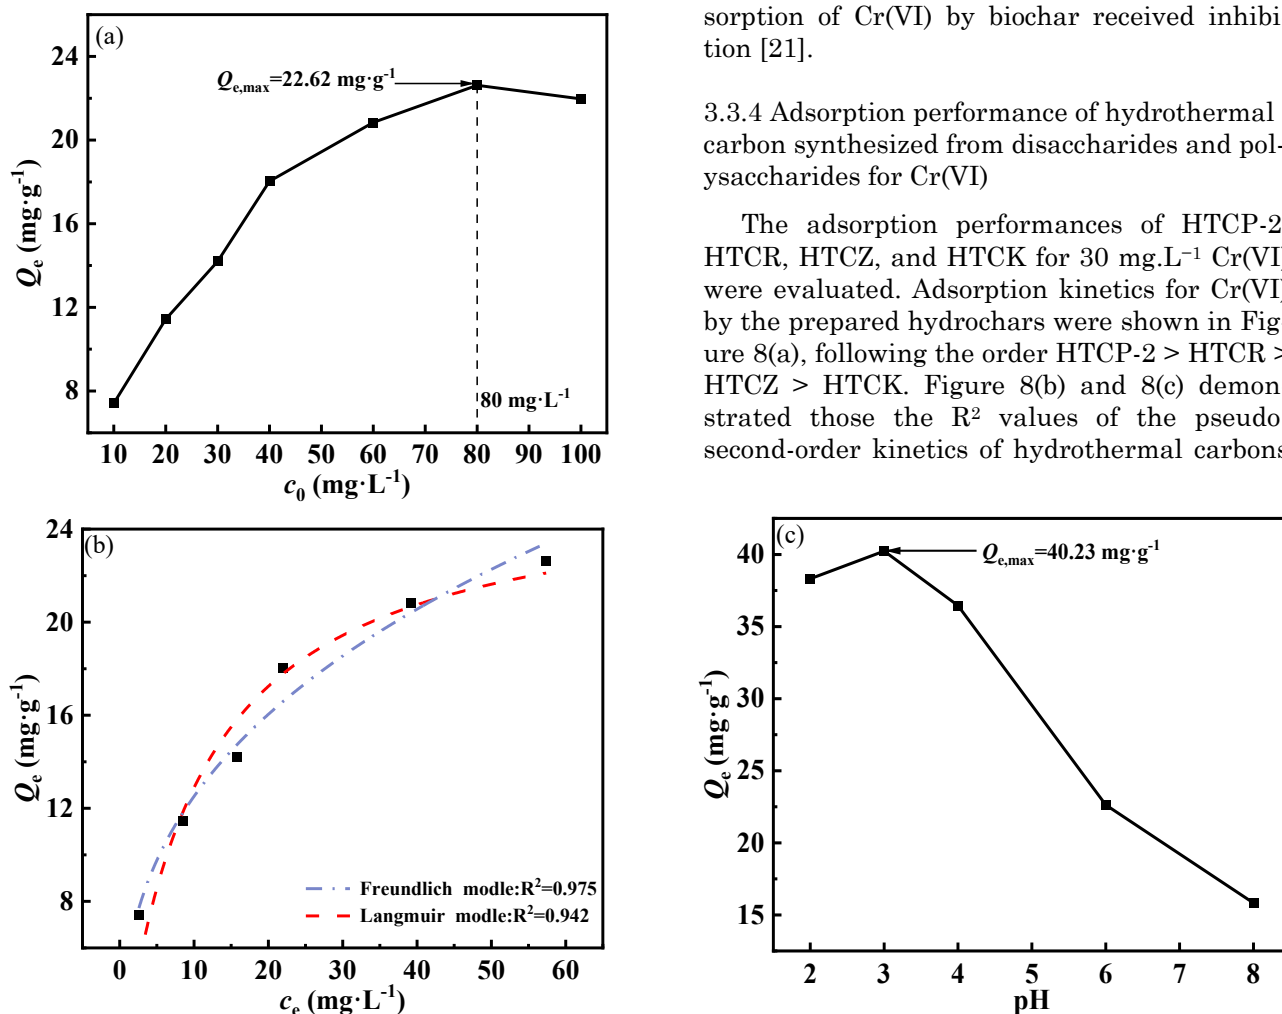 (a)
24
20
16
12
8
Qe (mg·g-1)
Qe,max=22.62 mg·g-1
80 mg·L-1
10 20 30 40 50 60 70 80 90 100
c0 (mg·L-1)
sorption of Cr(VI) by biochar received inhibi-
tion [21].
3.3.4 Adsorption performance of hydrothermal
carbon synthesized from disaccharides and pol-
ysaccharides for Cr(VI)
The adsorption performances of HTCP-2
HTCR, HTCZ, and HTCK for 30 mg.L–1 Cr(VI)
were evaluated. Adsorption kinetics for Cr(VI)
by the prepared hydrochars were shown in Fig
ure 8(a), following the order HTCP-2 > HTCR >
HTCZ > HTCK. Figure 8(b) and 8(c) demon
strated those the R2 values of the pseudo
second-order kinetics of hydrothermal carbons
(b)
24
20
16
12
8
Qe (mg·g-1)
Freundlich modle:R2=0.975
Langmuir modle:R2=0.942
0 10 20 30 40 50 60
ce (mg·L-1)
(c)
40
35
30
25
20
15
Qe (mg·g-1)
Qe,max=40.23 mg·g-1
2 3 4 5 6 7 8
pH